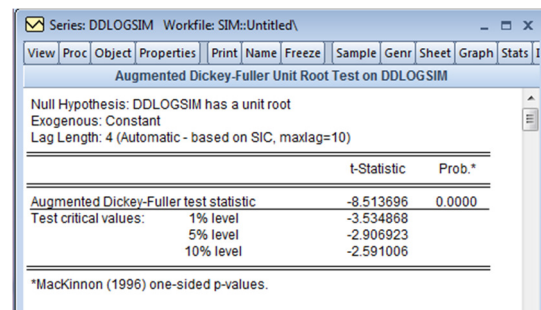 Series: DDLOGSIM Workfile: SIM::Untitled\
View Proc Object Properties Print Name Freeze Sample Genr Sheet Graph Stats
Augmented Dickey-Fuller Unit Root Test on DDLOGSIM
Null Hypothesis: DDLOGSIM has a unit root
Exogenous: Constant
Lag Length: 4 (Automatic - based on SIC, maxlag=10)
t-Statistic Prob.*
Augmented Dickey-Fuller test statistic -8.513696 0.0000
Test critical values: 1% level -3.534868
5% level -2.906923
10% level -2.591006
*MacKinnon (1996) one-sided p-values.